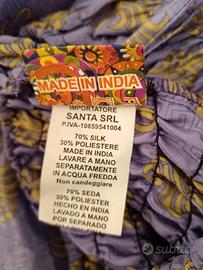 MADE IN INDIA
IMPORTATORE
SANTA SRL
P.IVA-10859541004
70% SILK
30% POLIESTERE
MADE IN INDIA
LAVARE A MANO
SEPARATAMENTE
IN ACQUA FREDDA
Non candeggiare
70% SEDA
30% POLIESTER
HECHO EN INDIA
LAVADO A MANO
POR SEPARADO
subito